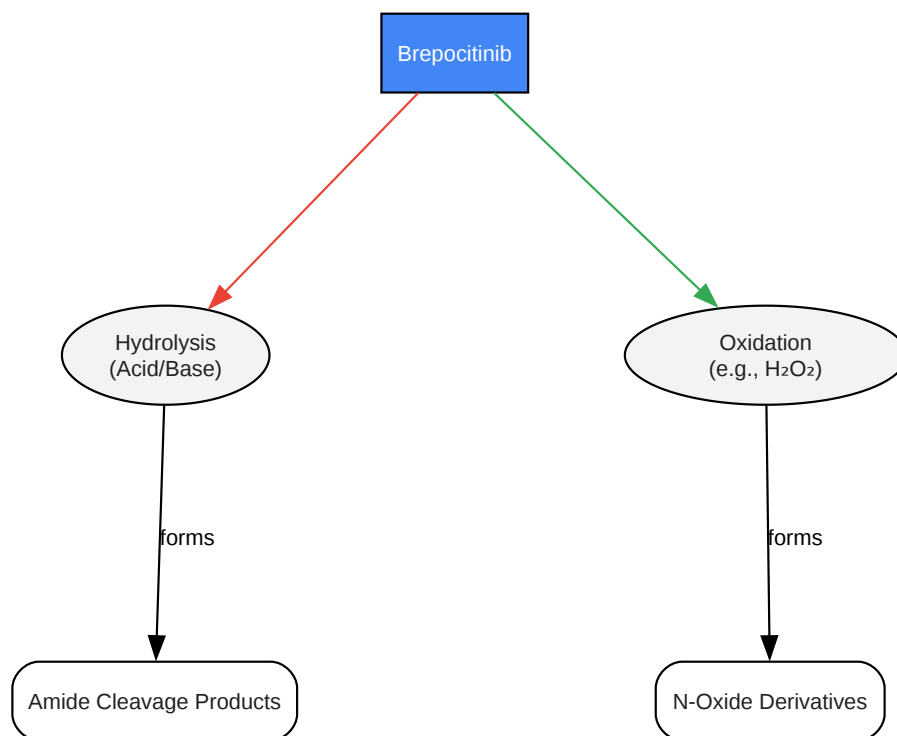 Brepocitinib
Hydrolysis
(Acid/Base)
Oxidation
(e.g., H₂O₂)
forms
forms
Amide Cleavage Products
N-Oxide Derivatives